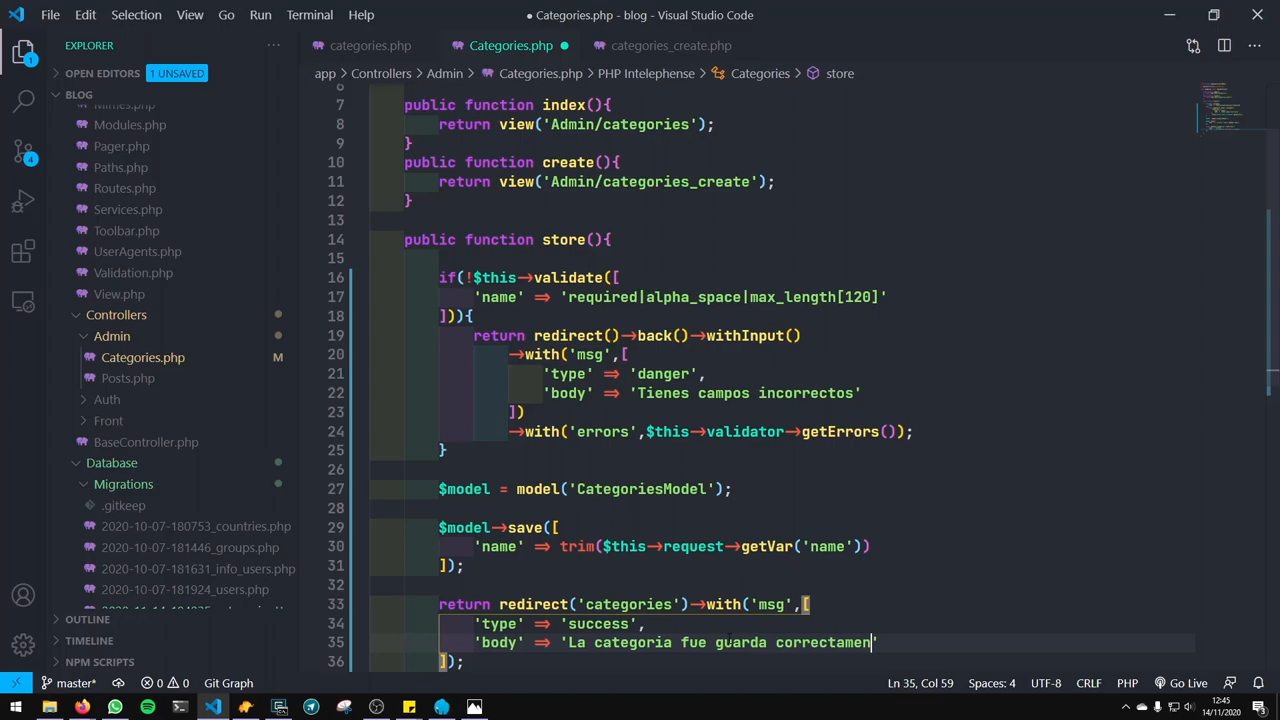 File Edit Selection View Go Run Terminal Help
● Categories.php - blog - Visual Studio Code
EXPLORER
categories.php
Categories.php
categories_create.php
OPEN EDITORS 1 UNSAVED
app > Controllers > Admin > Categories.php > PHP Intelephense > Categories > store
BLOG
Mimes.php
Modules.php
Pager.php
Paths.php
Routes.php
Services.php
Toolbar.php
UserAgents.php
Validation.php
View.php
Controllers
Admin
Categories.php M
Posts.php
Auth
Front
BaseController.php
Database
Migrations
.gitkeep
2020-10-07-180753_countries.php
2020-10-07-181446_groups.php
2020-10-07-181631_info_users.php
2020-10-07-181924_users.php
OUTLINE
TIMELINE
NPM SCRIPTS
1
4
6
7 public function index(){
8 return view('Admin/categories');
9 }
10 public function create(){
11 return view('Admin/categories_create');
12 }
13
14 public function store(){
15
16 if(!$this->validate([
17 'name' => 'required|alpha_space|max_length[120]'
18 ])){
19 return redirect()->back()->withInput()
20 ->with('msg',[
21 'type' => 'danger',
22 'body' => 'Tienes campos incorrectos'
23 ])
24 ->with('errors',$this->validator->getErrors());
25 }
26
27 $model = model('CategoriesModel');
28
29 $model->save([
30 'name' => trim($this->request->getVar('name'))
31 ]);
32
33 return redirect('categories')->with('msg',[
34 'type' => 'success',
35 'body' => 'La categoria fue guarda correctamen'
36 ]);
master* 0 0 Git Graph
Ln 35, Col 59 Spaces: 4 UTF-8 CRLF PHP Go Live
12:45
14/11/2020
3